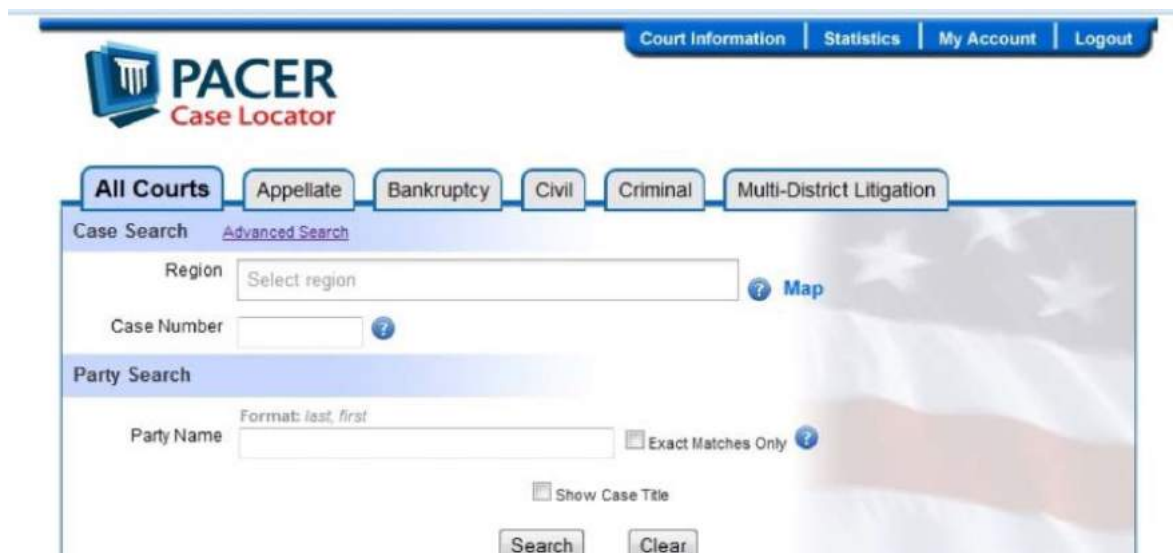 Court Information | Statistics | My Account | Logout
PACER
Case Locator
All Courts Appellate Bankruptcy Civil Criminal Multi-District Litigation
Case Search Advanced Search
Region Select region ? Map
Case Number ?
Party Search
Format: last, first
Party Name Exact Matches Only ?
Show Case Title
Search Clear